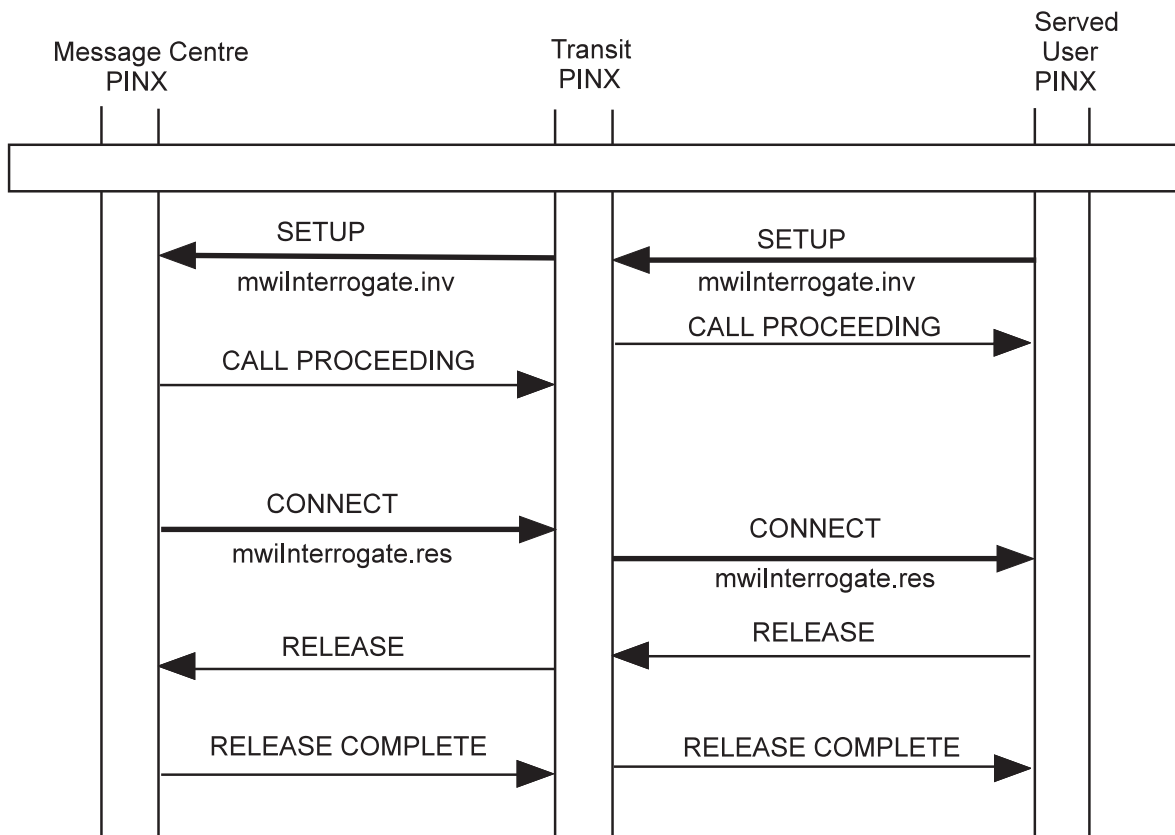 Message Centre
PINX
Transit
PINX
Served
User
PINX
SETUP
mwiInterrogate.inv
SETUP
mwiInterrogate.inv
CALL PROCEEDING
CALL PROCEEDING
CONNECT
mwiInterrogate.res
CONNECT
mwiInterrogate.res
RELEASE
RELEASE
RELEASE COMPLETE
RELEASE COMPLETE